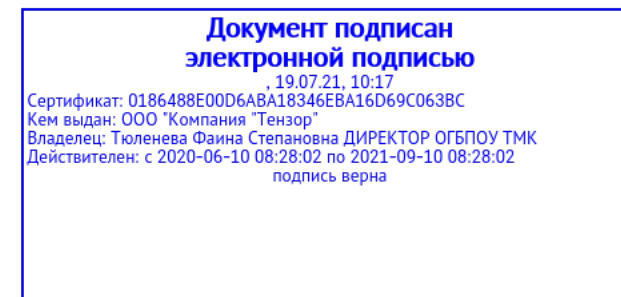 Документ подписан
электронной подписью
, 19.07.21, 10:17
Сертификат: 0186488E00D6ABA18346EBA16D69C063BC
Кем выдан: ООО "Компания "Тензор"
Владелец: Тюленева Фаина Степановна ДИРЕКТОР ОГБПОУ ТМК
Действителен: с 2020-06-10 08:28:02 по 2021-09-10 08:28:02
подпись верна